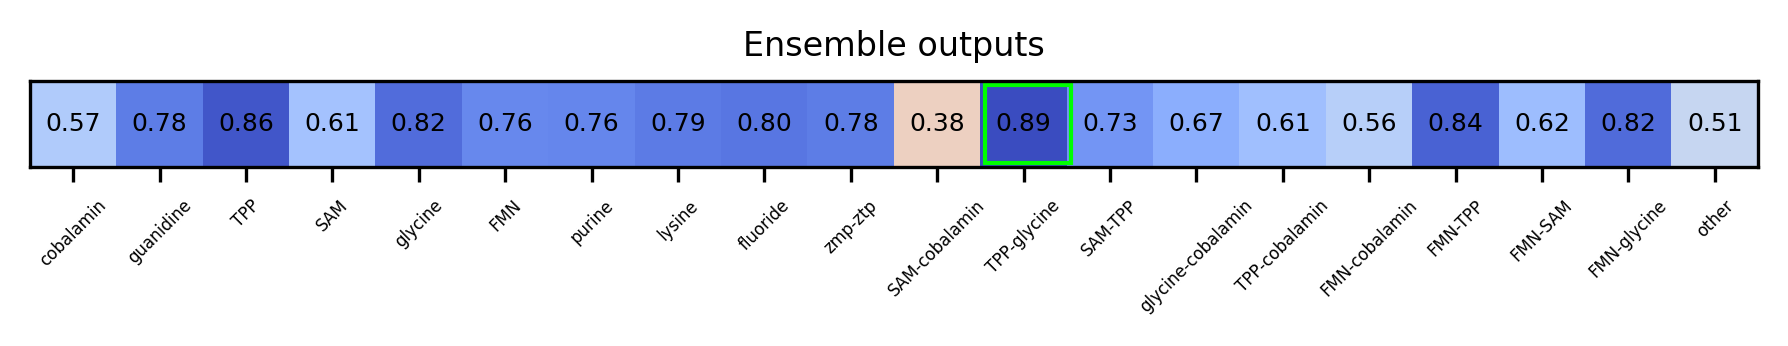 Ensemble outputs
0.57 0.78 0.86 0.61 0.82 0.76 0.76 0.79 0.80 0.78 0.38 0.89 0.73 0.67 0.61 0.56 0.84 0.62 0.82 0.51
cobalamin guanidine TPP SAM glycine FMN purine lysine fluoride zmp-ztp SAM-cobalamin TPP-glycine SAM-TPP glycine-cobalamin TPP-cobalamin FMN-cobalamin FMN-TPP FMN-SAM FMN-glycine other